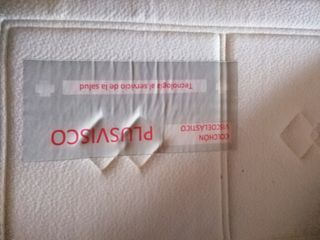 COLCHÓN
VISCOELÁSTICO
PLUSVISCO
Tecnología al servicio de la salud